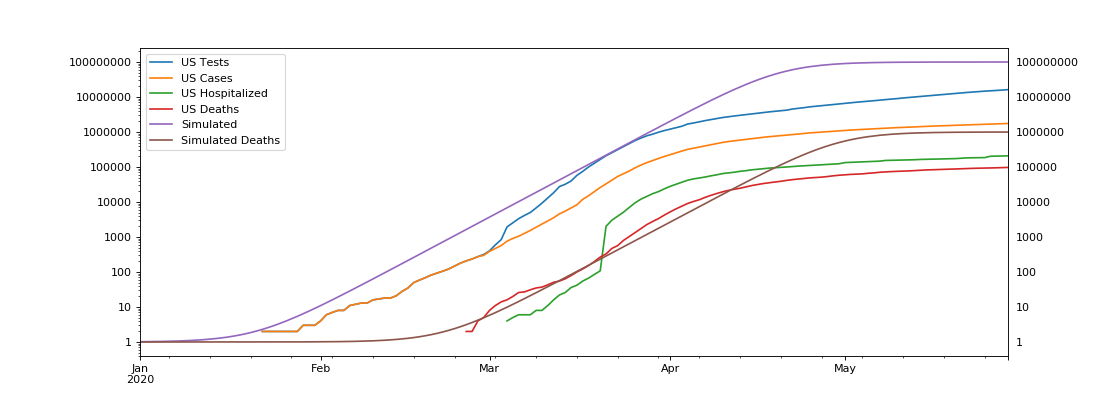 100000000
10000000
1000000
100000
10000
1000
100
10
1
US Tests
US Cases
US Hospitalized
US Deaths
Simulated
Simulated Deaths
100000000
10000000
1000000
100000
10000
1000
100
10
1
Jan Feb Mar Apr May
2020